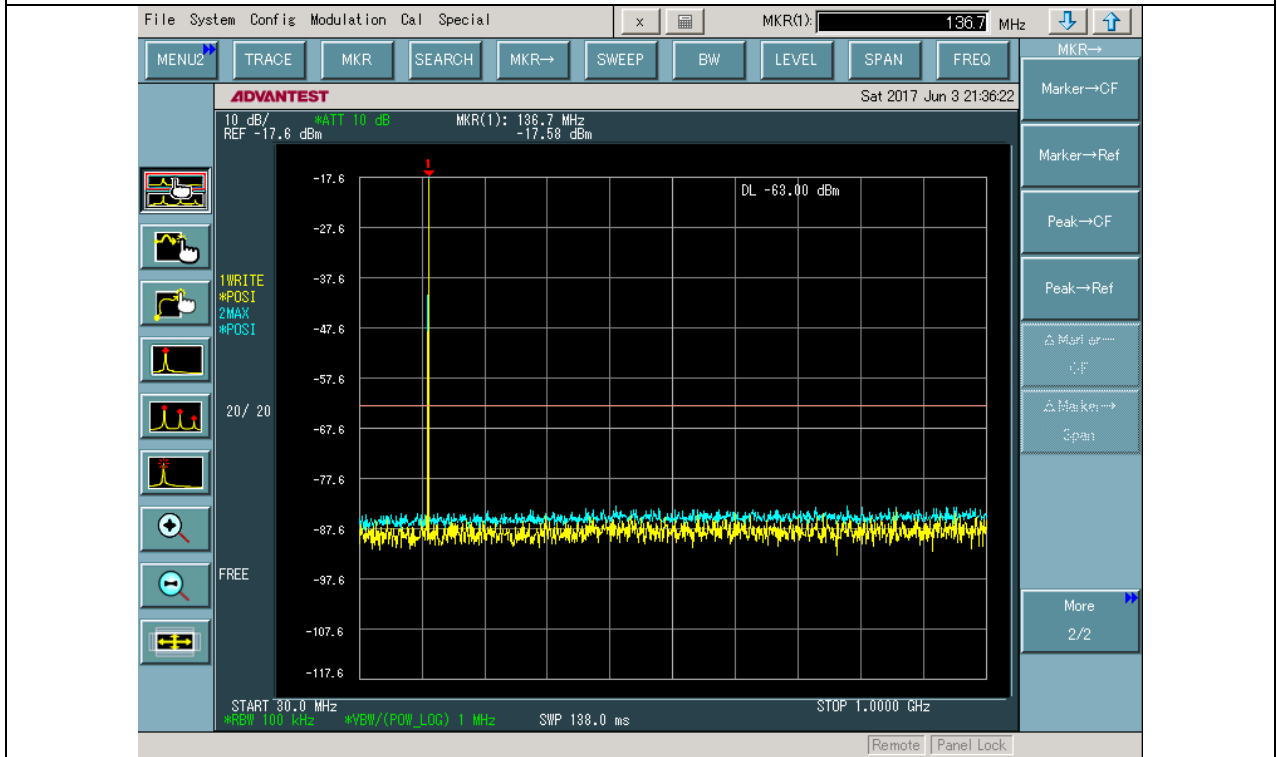 File System Config Modulation Cal Special x MKR(1): 136.7 MHz
MENU2 TRACE MKR SEARCH MKR→ SWEEP BW LEVEL SPAN FREQ
MKR→
Marker→CF
Marker→Ref
Peak→CF
Peak→Ref
△Marker→
CF
△Marker→
Span
More
2/2
ADVANTEST Sat 2017 Jun 3 21:36:22
10 dB/ *ATT 10 dB MKR(1): 136.7 MHz
REF -17.6 dBm -17.58 dBm
1
DL -63.00 dBm
-17.6
-27.6
-37.6
-47.6
-57.6
-67.6
-77.6
-87.6
-97.6
-107.6
-117.6
1WRITE
*POSI
2MAX
*POSI
20/ 20
FREE
START 30.0 MHz STOP 1.0000 GHz
*RBW 100 kHz *VBW/(POW_LOG) 1 MHz SWP 138.0 ms
Remote Panel Lock